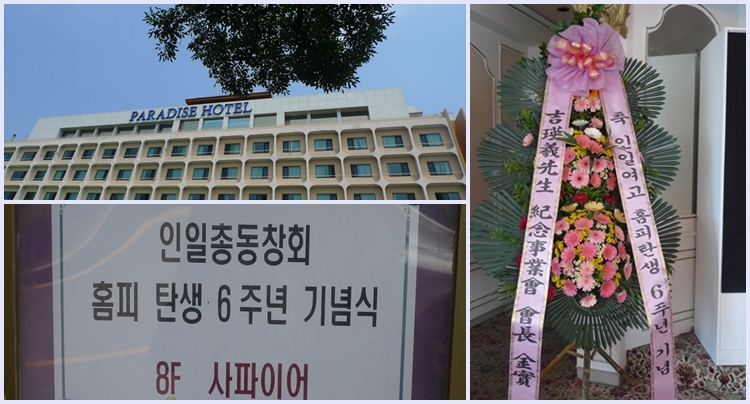 PARADISE HOTEL
인일총동창회
홈피 탄생 6주년 기념식
8F 사파이어
吉瑛羲先生 紀念事業會 會長 金實
축 인일여고 홈피탄생 6주년 기념